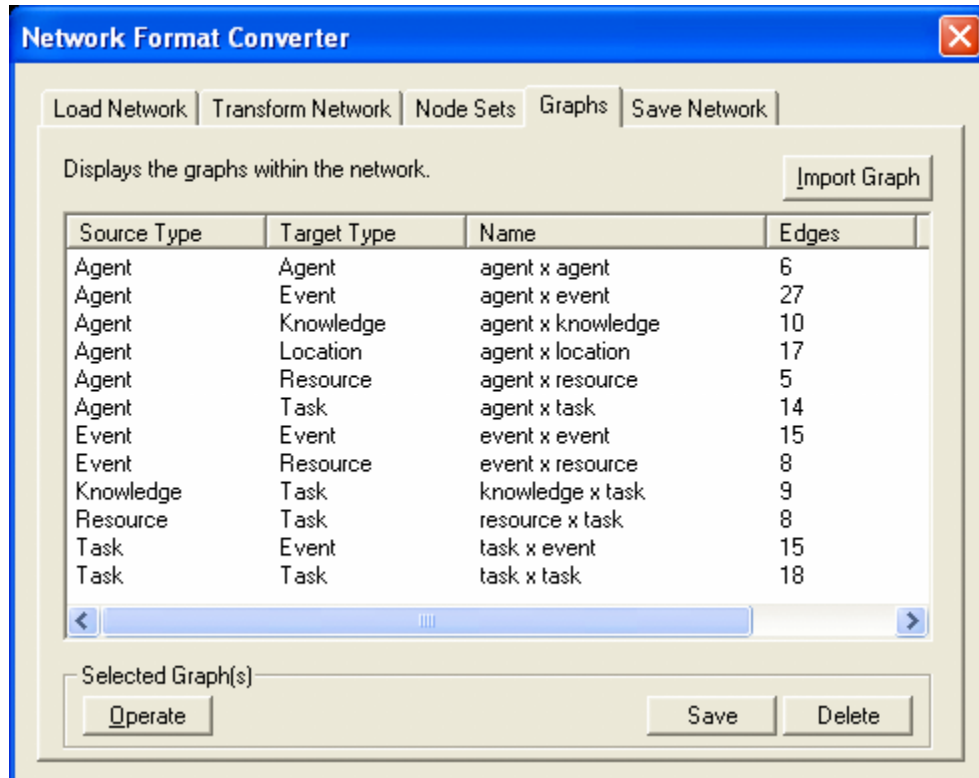 Network Format Converter
Load Network Transform Network Node Sets Graphs Save Network
Displays the graphs within the network.
Import Graph
Source Type Target Type Name Edges
Agent Agent agent x agent 6
Agent Event agent x event 27
Agent Knowledge agent x knowledge 10
Agent Location agent x location 17
Agent Resource agent x resource 5
Agent Task agent x task 14
Event Event event x event 15
Event Resource event x resource 8
Knowledge Task knowledge x task 9
Resource Task resource x task 8
Task Event task x event 15
Task Task task x task 18
Selected Graph(s)
Operate Save Delete